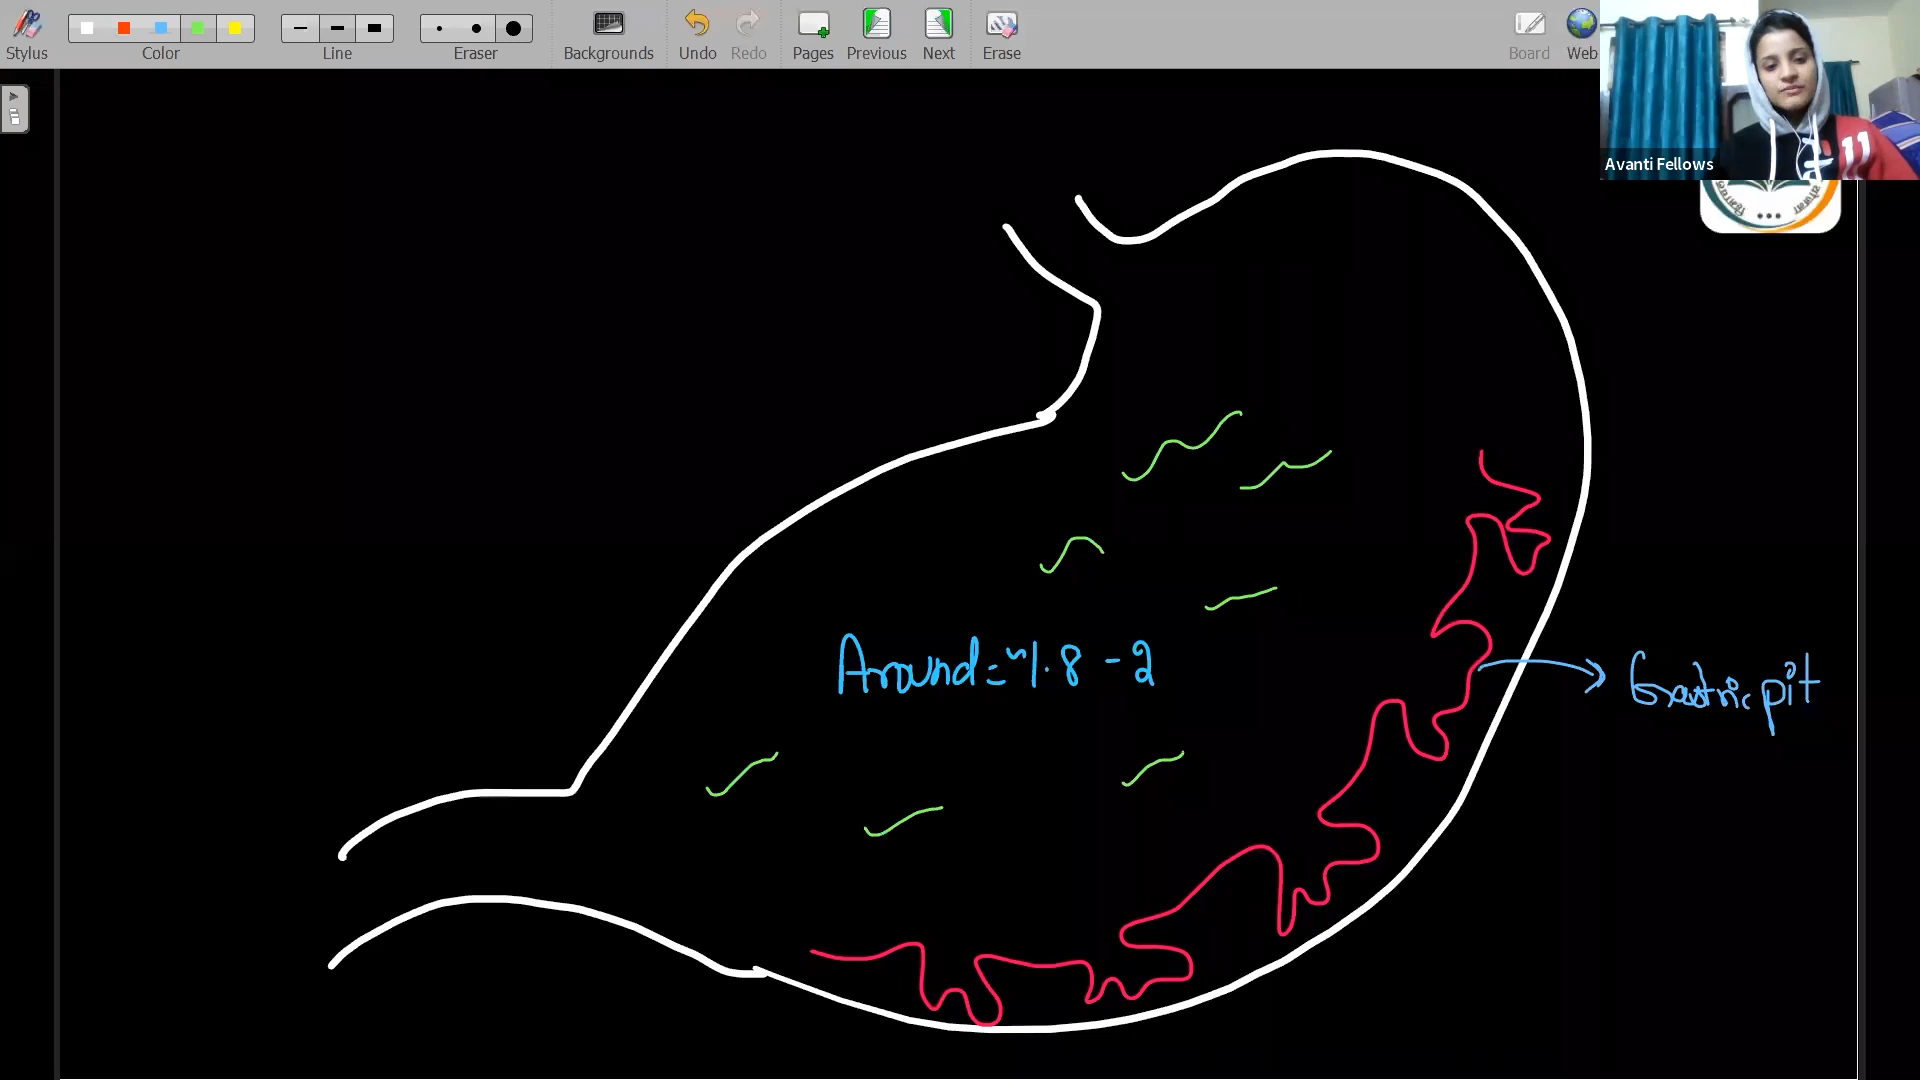 Stylus
Color
Line
Eraser
Backgrounds
Undo
Redo
Pages
Previous
Next
Erase
Board
Web
Avanti Fellows
11
Around=~1.8 - 2
Gastric pit